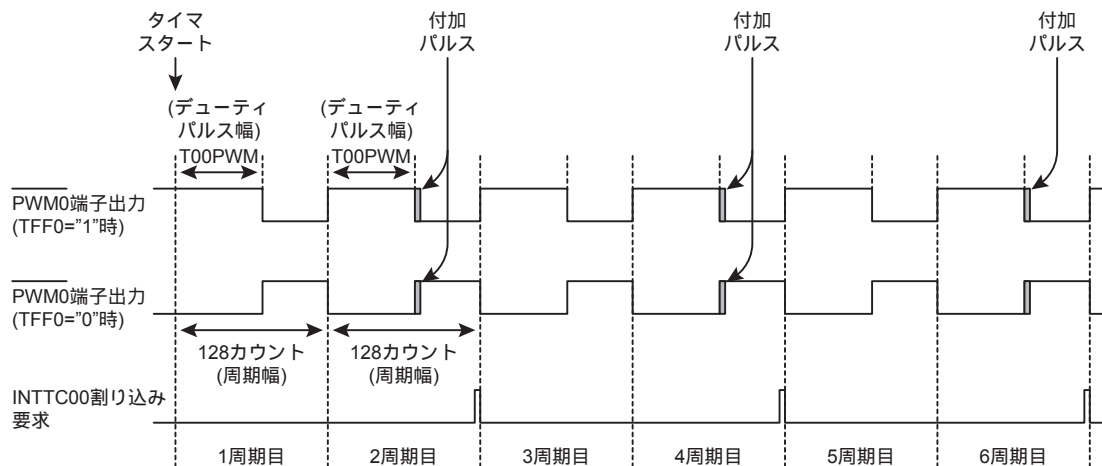 タイマ
スタート
付加
パルス
付加
パルス
付加
パルス
(デューティ
パルス幅)
T00PWM
(デューティ
パルス幅)
T00PWM
PWM0端子出力
(TFF0=”1”時)
PWM0端子出力
(TFF0=”0”時)
128カウント
(周期幅)
128カウント
(周期幅)
INTTC00割り込み
要求
1周期目
2周期目
3周期目
4周期目
5周期目
6周期目